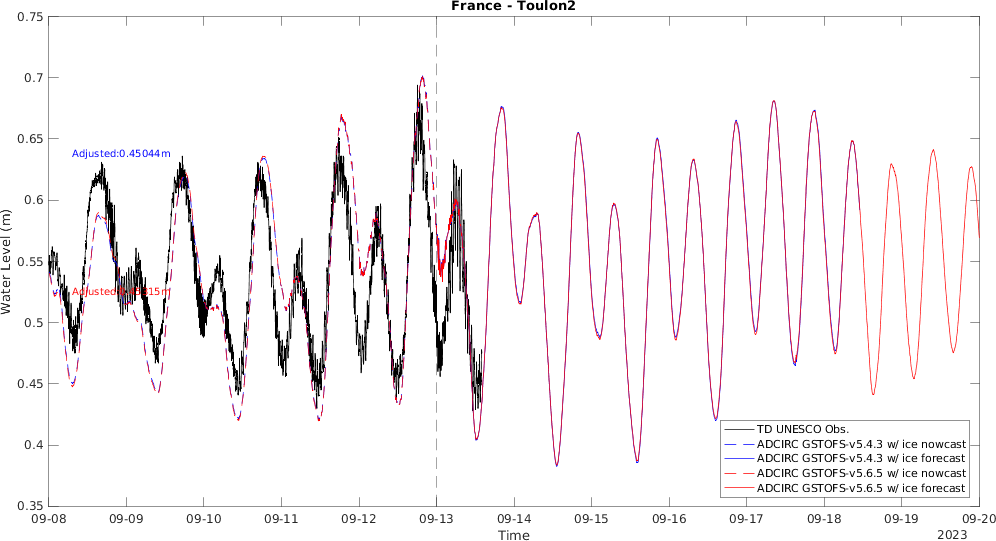 France - Toulon2
0.75
0.7
0.65
0.6
0.55
0.5
0.45
0.4
0.35
Water Level (m)
Adjusted:0.45044m
09-08
09-09
09-10
09-11
09-12
09-13
09-14
09-15
09-16
09-17
09-18
09-19
09-20
Time
2023
TD UNESCO Obs.
ADCIRC GSTOFS-v5.4.3 w/ ice nowcast
ADCIRC GSTOFS-v5.4.3 w/ ice forecast
ADCIRC GSTOFS-v5.6.5 w/ ice nowcast
ADCIRC GSTOFS-v5.6.5 w/ ice forecast